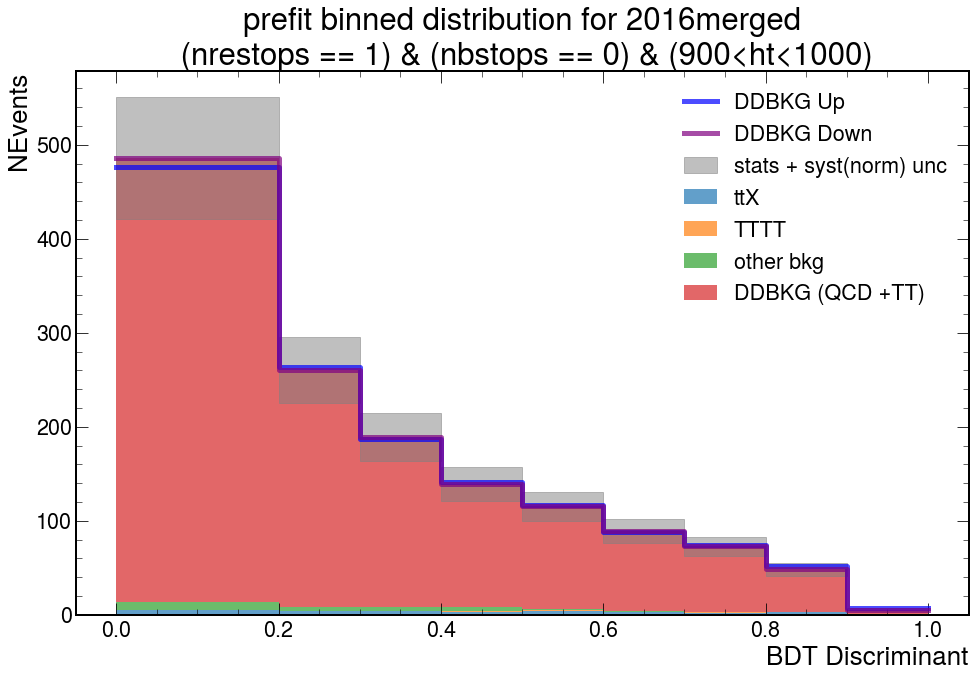 prefit binned distribution for 2016merged
(nrestops == 1) & (nbstops == 0) & (900<ht<1000)
NEvents
DDBKG Up
DDBKG Down
stats + syst(norm) unc
ttX
TTTT
other bkg
DDBKG (QCD +TT)
500
400
300
200
100
0
0.0 0.2 0.4 0.6 0.8 1.0
BDT Discriminant